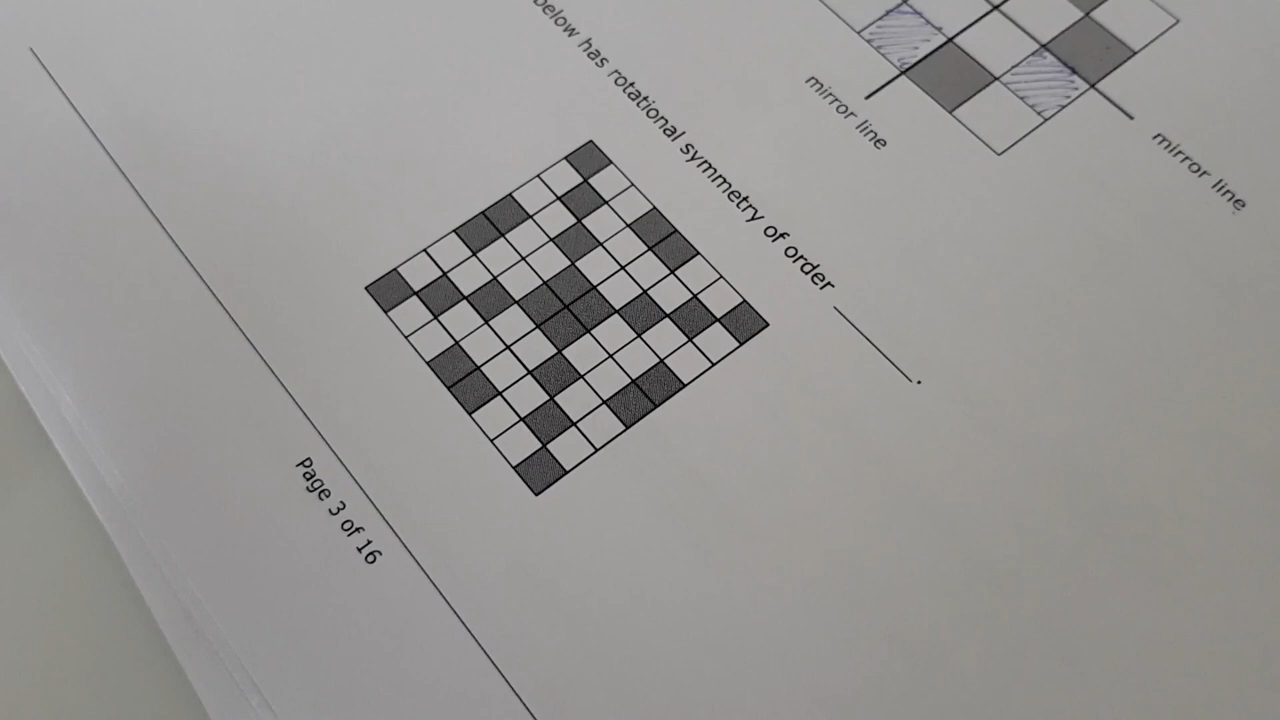 mirror line
mirror line
below has rotational symmetry of order ______.
Page 3 of 16